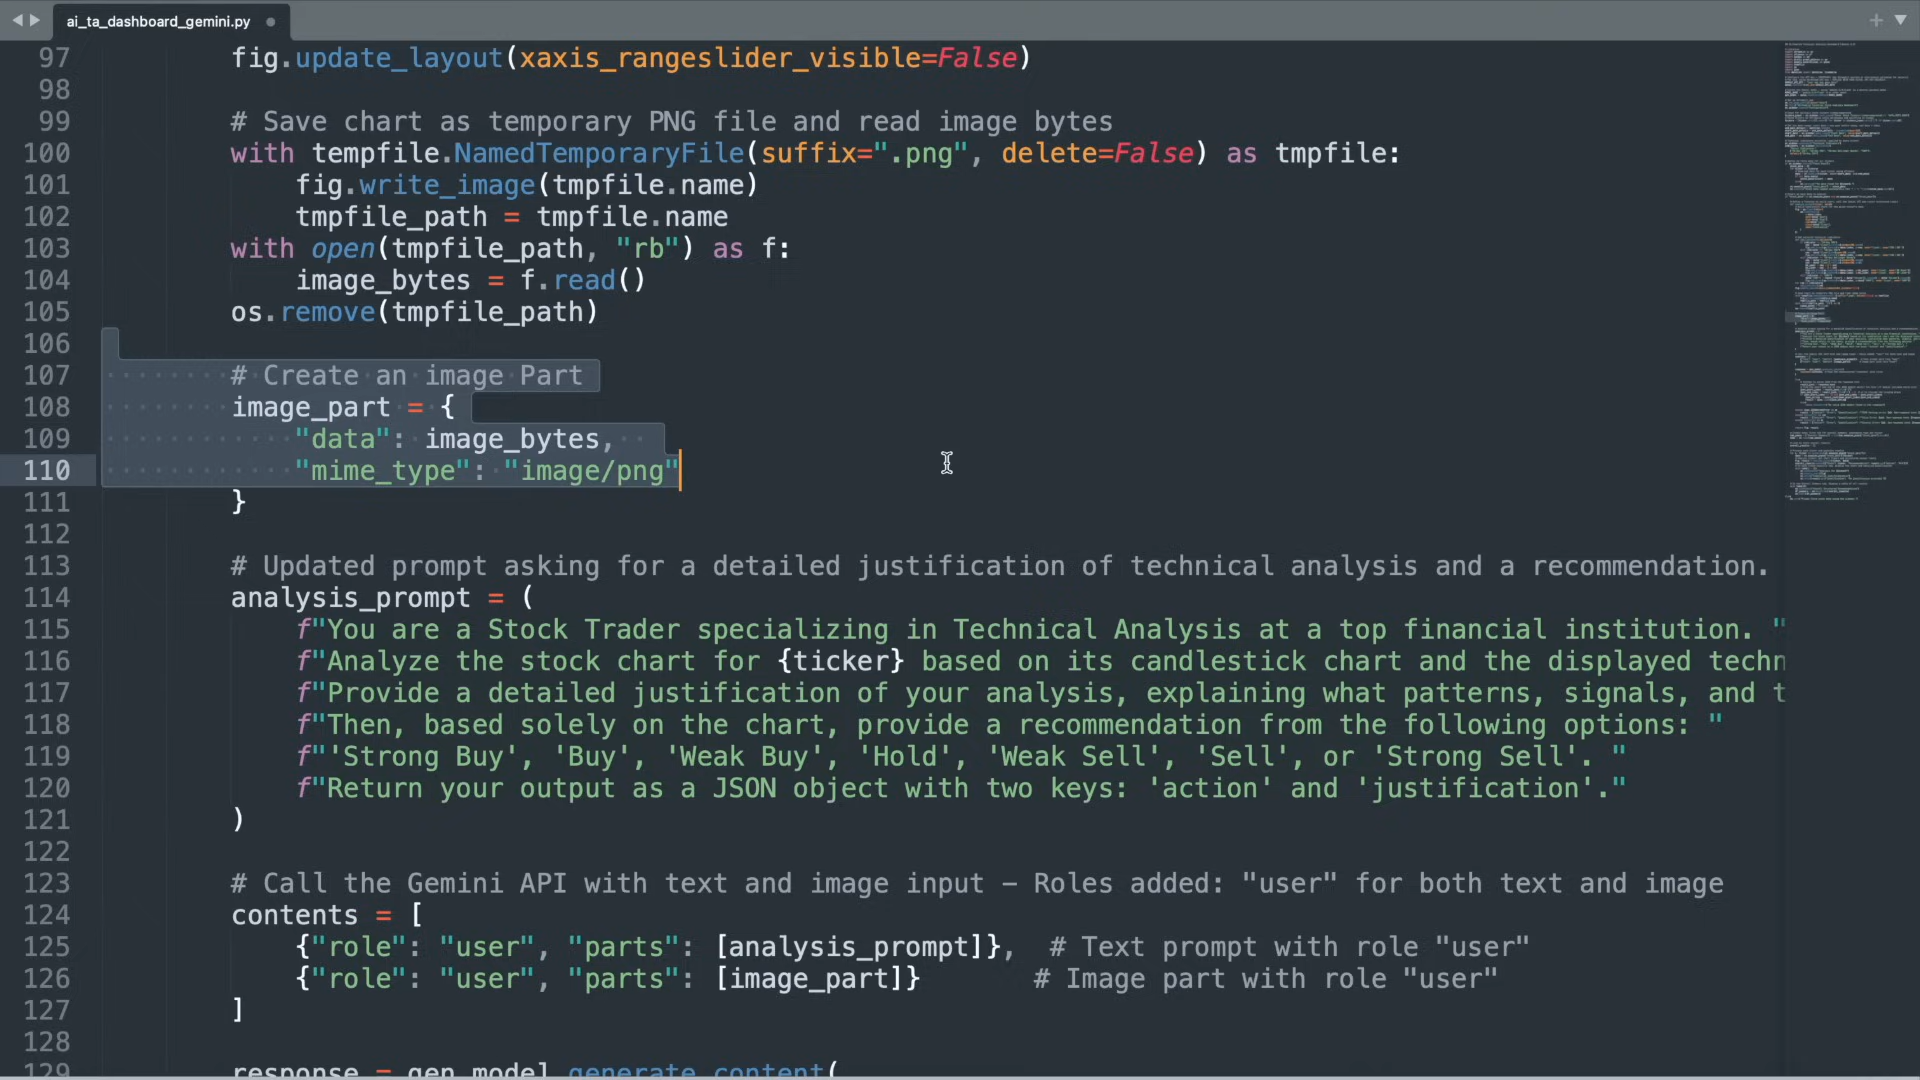 ai_ta_dashboard_gemini.py
97 fig.update_layout(xaxis_rangeslider_visible=False)
98
99 # Save chart as temporary PNG file and read image bytes
100 with tempfile.NamedTemporaryFile(suffix=".png", delete=False) as tmpfile:
101 fig.write_image(tmpfile.name)
102 tmpfile_path = tmpfile.name
103 with open(tmpfile_path, "rb") as f:
104 image_bytes = f.read()
105 os.remove(tmpfile_path)
106
107 # Create an image Part
108 image_part = {
109 "data": image_bytes,
110 "mime_type": "image/png"
111 }
112
113 # Updated prompt asking for a detailed justification of technical analysis and a recommendation.
114 analysis_prompt = (
115 f"You are a Stock Trader specializing in Technical Analysis at a top financial institution. "
116 f"Analyze the stock chart for {ticker} based on its candlestick chart and the displayed techn
117 f"Provide a detailed justification of your analysis, explaining what patterns, signals, and t
118 f"Then, based solely on the chart, provide a recommendation from the following options: "
119 f"'Strong Buy', 'Buy', 'Weak Buy', 'Hold', 'Weak Sell', 'Sell', or 'Strong Sell'. "
120 f"Return your output as a JSON object with two keys: 'action' and 'justification'."
121 )
122
123 # Call the Gemini API with text and image input – Roles added: "user" for both text and image
124 contents = [
125 {"role": "user", "parts": [analysis_prompt]}, # Text prompt with role "user"
126 {"role": "user", "parts": [image_part]} # Image part with role "user"
127 ]
128
129 response = gen_model.generate_content(